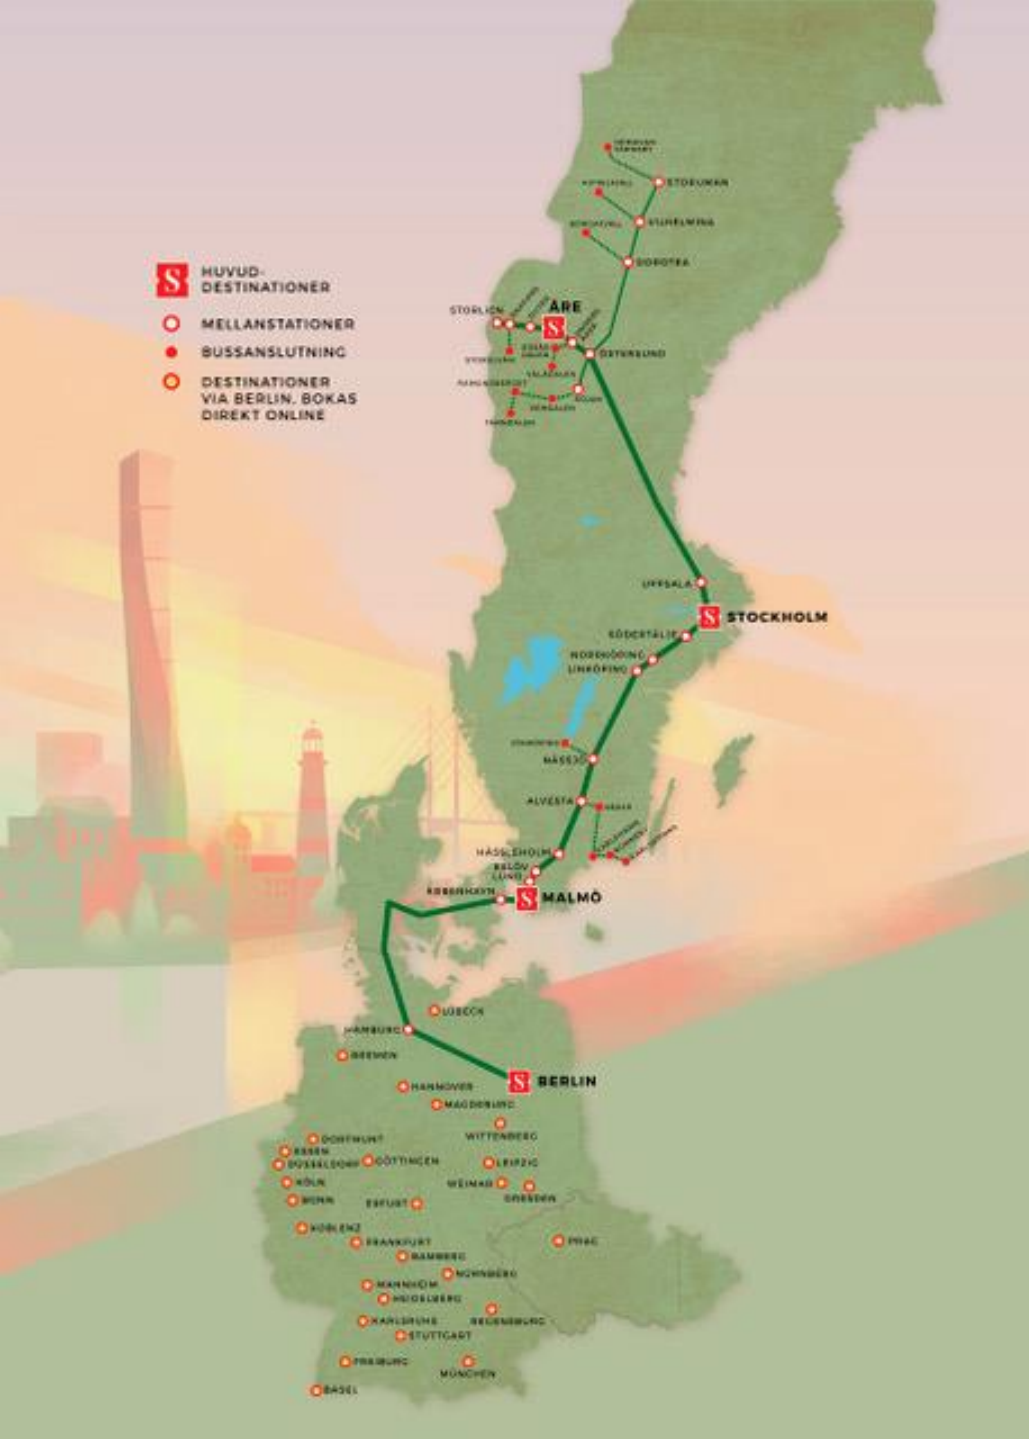 S HUVUD-
DESTINATIONER
MELLANSTATIONER
BUSSANSLUTNING
DESTINATIONER
VIA BERLIN. BOKAS
DIREKT ONLINE
STORUMAN
VILHELMINA
DOROTEA
STORLIEN
ÅRE
S
ÖSTERSUND
VÅLÅDALEN
RAMUNDBERGET
VEMDALEN
UPPSALA
S STOCKHOLM
SÖDERTÄLJE
NORRKÖPING
LINKÖPING
NÄSSJÖ
ALVESTA
HÄSSLEHOLM
ESLÖV
LUND
KØBENHAVN
S MALMÖ
LÜBECK
HAMBURG
BREMEN
S BERLIN
HANNOVER
MAGDEBURG
WITTENBERG
DORTMUNT
ESSEN
DÜSSELDORF
GÖTTINGEN
LEIPZIG
KÖLN
WEIMAR
DRESDEN
BONN
ERFURT
KOBLENZ
FRANKFURT
PRAG
BAMBERG
NÜRNBERG
MANNHEIM
HEIDELBERG
KARLSRUHE
REGENSBURG
STUTTGART
FREIBURG
MÜNCHEN
BASEL